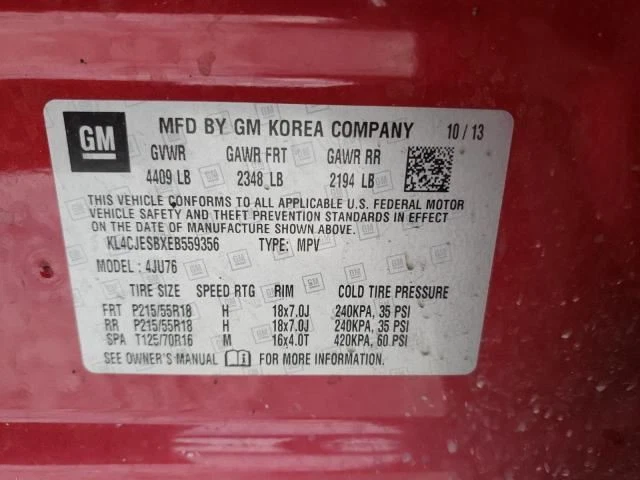 GM MFD BY GM KOREA COMPANY 10 / 13
GVWR GAWR FRT GAWR RR
4409 LB 2348 LB 2194 LB
THIS VEHICLE CONFORMS TO ALL APPLICABLE U.S. FEDERAL MOTOR
VEHICLE SAFETY AND THEFT PREVENTION STANDARDS IN EFFECT
ON THE DATE OF MANUFACTURE SHOWN ABOVE.
KL4CJESBXEB559356 TYPE: MPV
MODEL: 4JU76
TIRE SIZE SPEED RTG RIM COLD TIRE PRESSURE
FRT P215/55R18 H 18x7.0J 240KPA, 35 PSI
RR P215/55R18 H 18x7.0J 240KPA, 35 PSI
SPA T125/70R16 M 16x4.0T 420KPA, 60 PSI
SEE OWNER'S MANUAL FOR MORE INFORMATION.